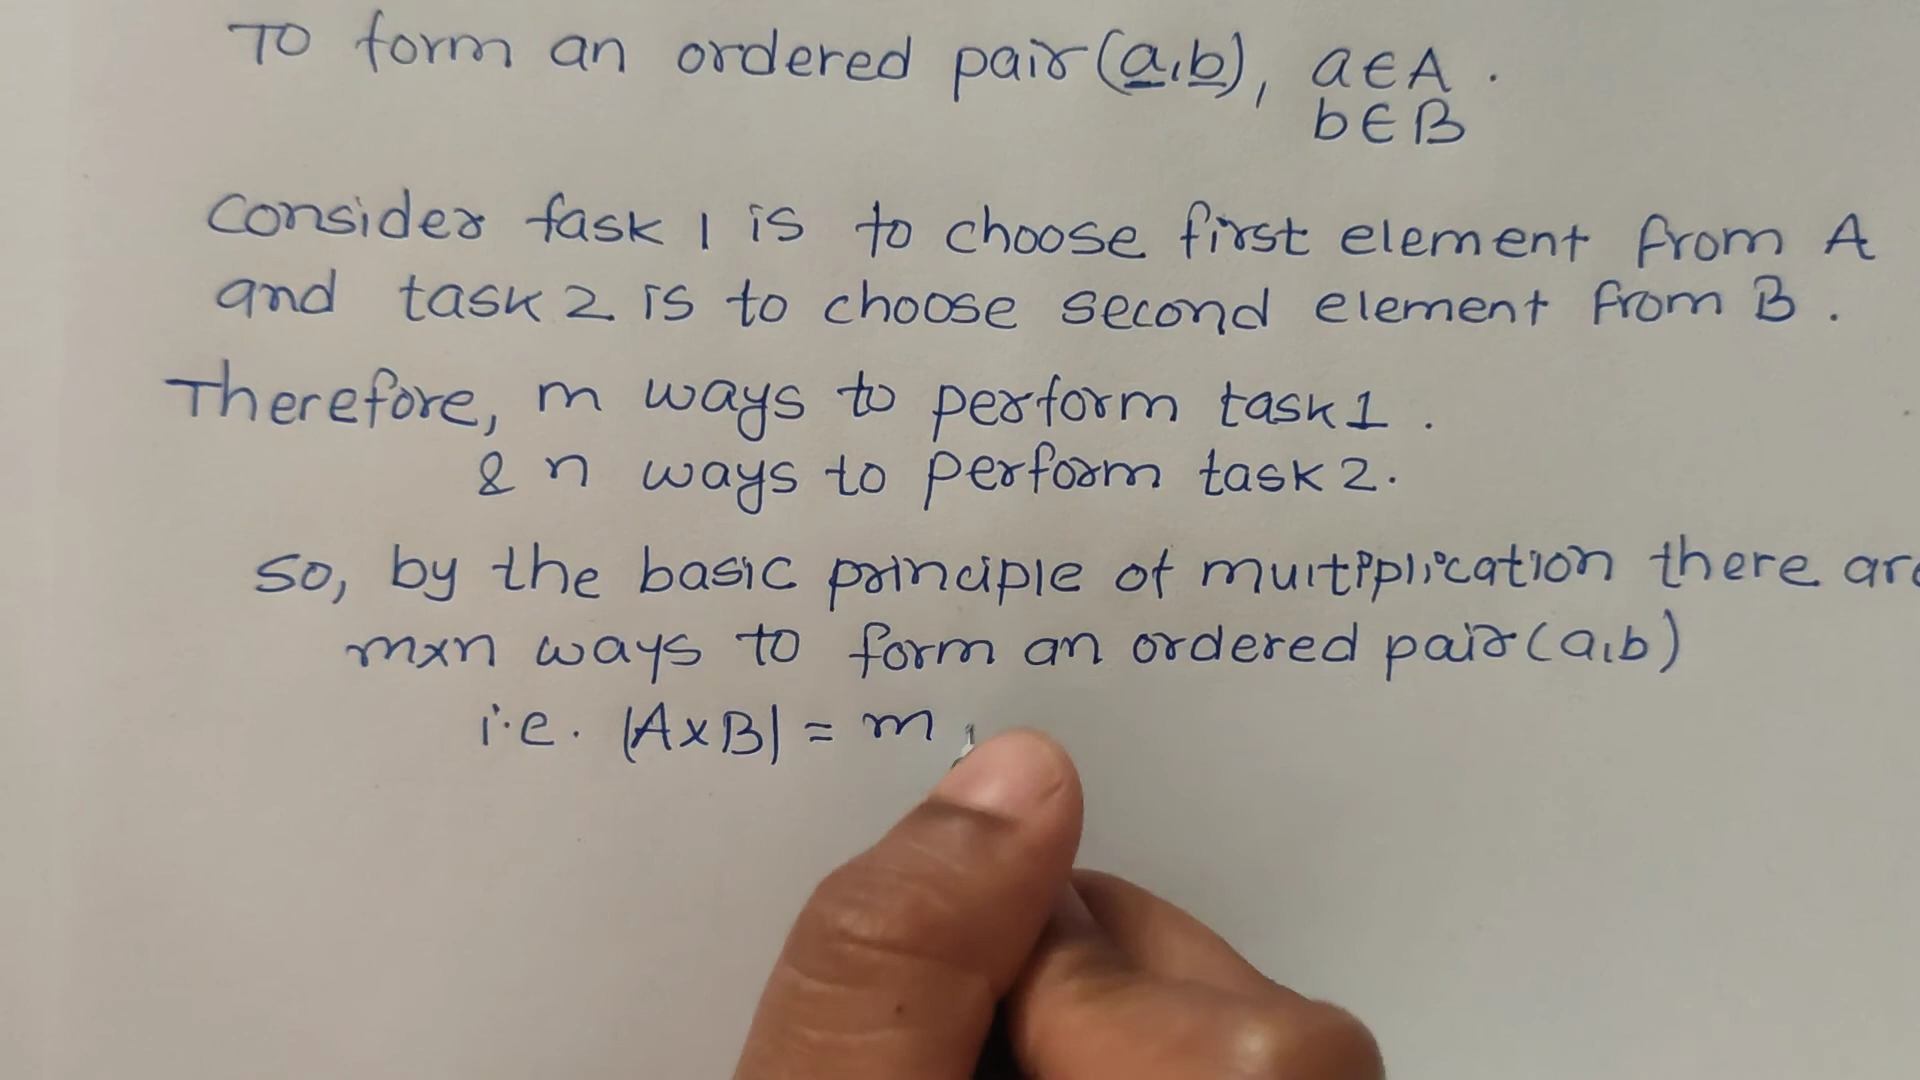 To form an ordered pair (a,b), a∈A.
b∈B
Consider task 1 is to choose first element from A
and task 2 is to choose second element from B.
Therefore, m ways to perform task 1.
& n ways to perform task 2.
So, by the basic principle of multiplication there are
m×n ways to form an ordered pair (a,b)
i.e. |A×B| = m